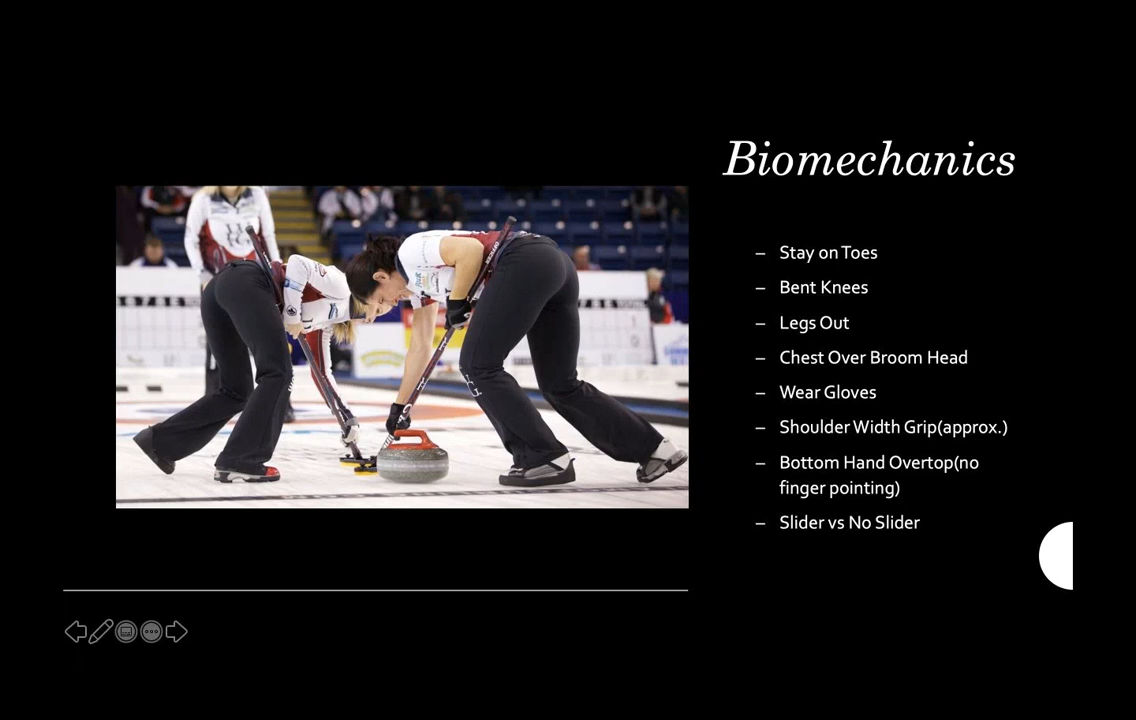 Biomechanics
– Stay on Toes
– Bent Knees
– Legs Out
– Chest Over Broom Head
– Wear Gloves
– Shoulder Width Grip(approx.)
– Bottom Hand Overtop(no
finger pointing)
– Slider vs No Slider